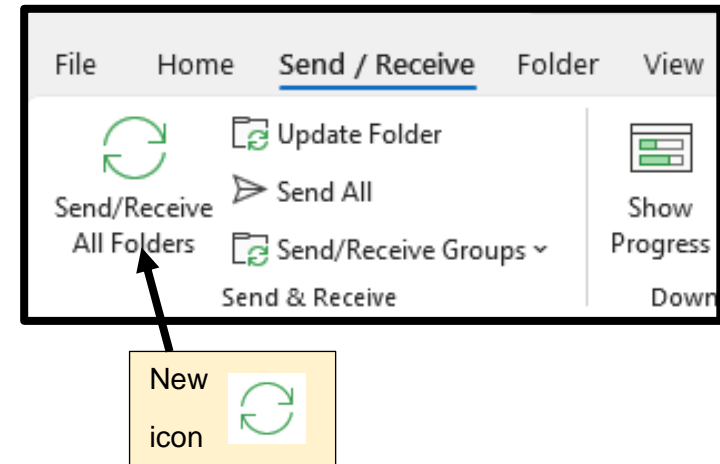 File Home Send / Receive Folder View
Send/Receive
All Folders
Update Folder
Send All
Send/Receive Groups
Show
Progress
Send & Receive
Down
New
icon